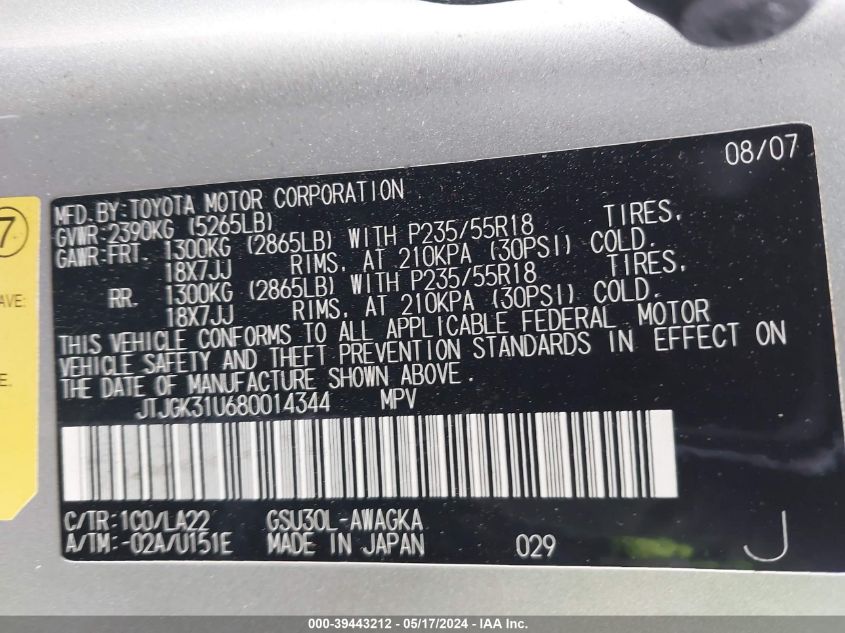 08/07
MFD. BY: TOYOTA MOTOR CORPORATION
GVWR: 2390KG (5265LB)
GAWR: FRT. 1300KG (2865LB) WITH P235/55R18 TIRES,
18X7JJ RIMS, AT 210KPA (30PSI) COLD.
RR. 1300KG (2865LB) WITH P235/55R18 TIRES,
18X7JJ RIMS, AT 210KPA (30PSI) COLD.
THIS VEHICLE CONFORMS TO ALL APPLICABLE FEDERAL MOTOR
VEHICLE SAFETY AND THEFT PREVENTION STANDARDS IN EFFECT ON
THE DATE OF MANUFACTURE SHOWN ABOVE.
JTJGK31U680014344 MPV
C/TR: 1C0/LA22 GSU30L-AWAGKA
A/TM: -02A/U151E MADE IN JAPAN 029 J
7
AVE:
E.
000-39443212 - 05/17/2024 - IAA Inc.